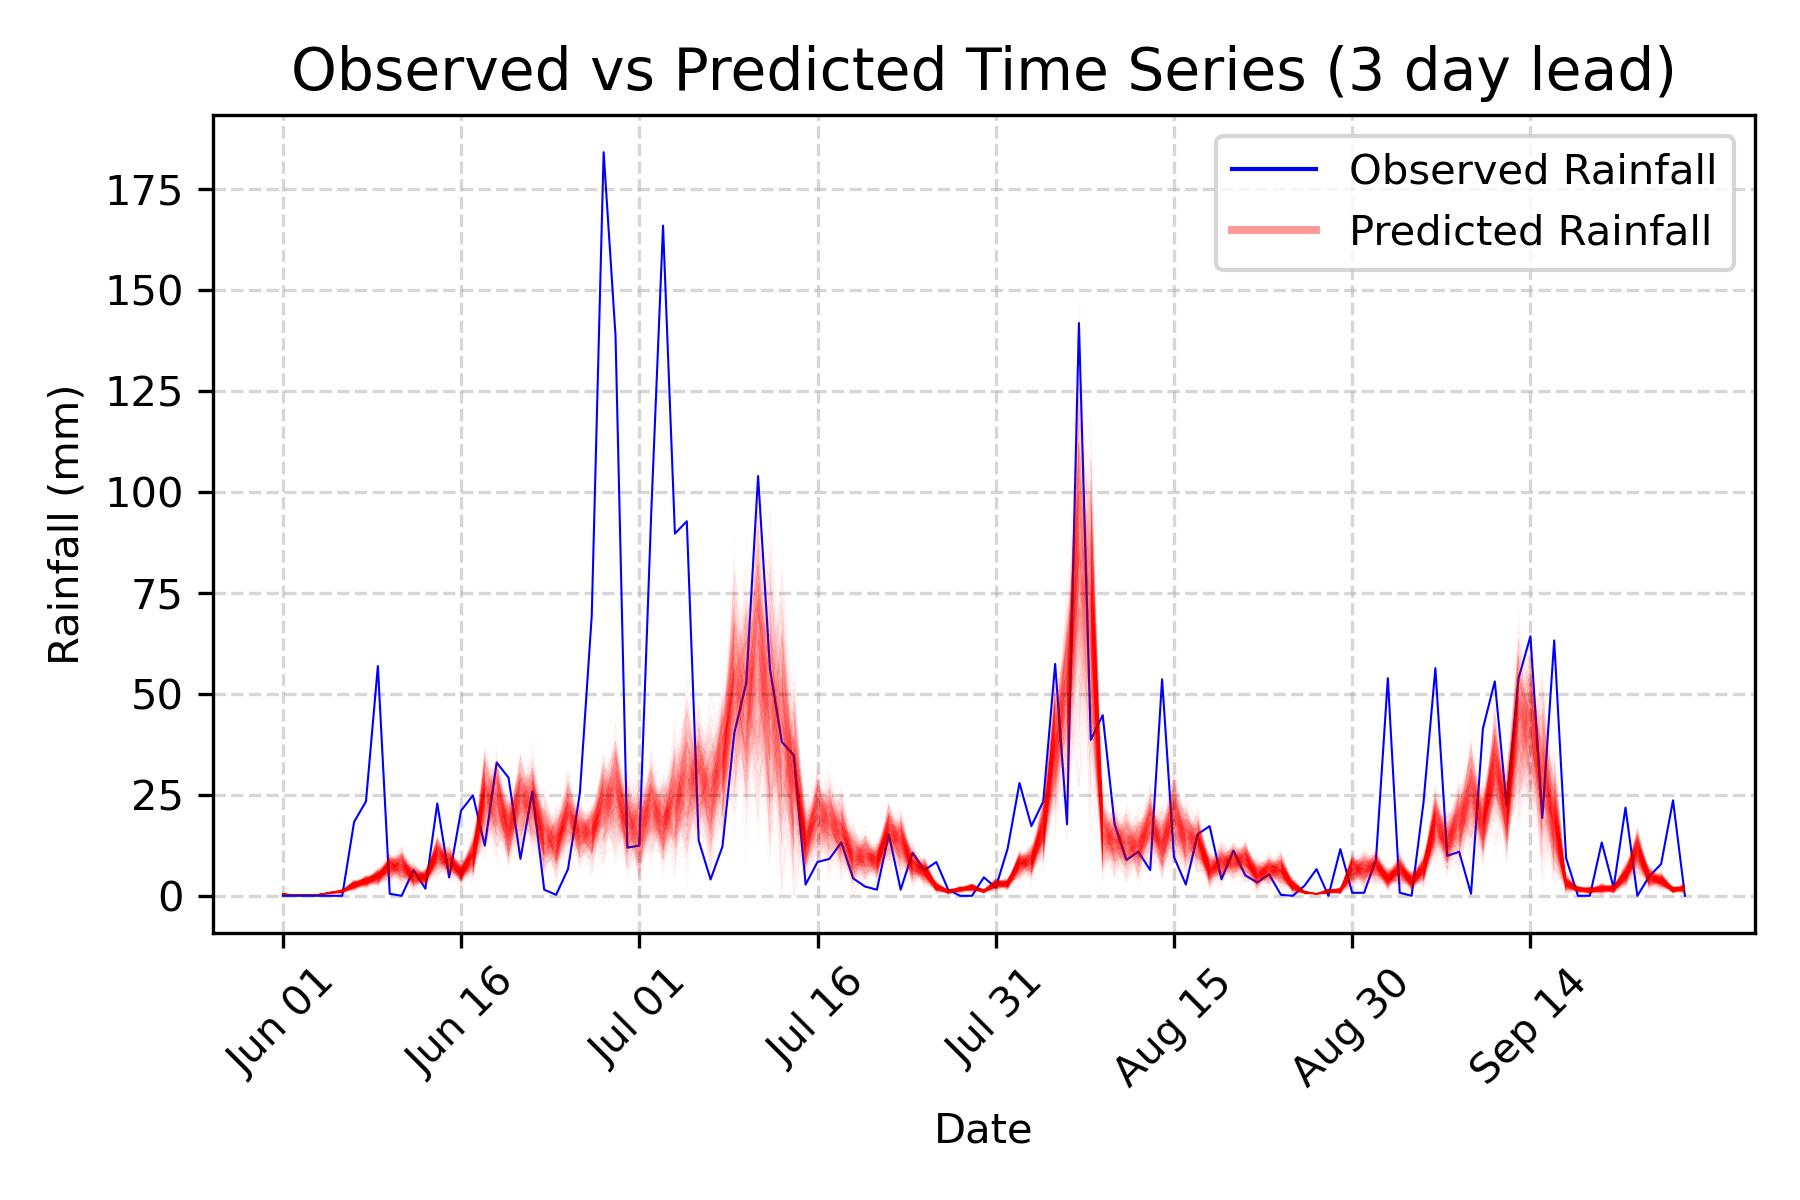 Observed vs Predicted Time Series (3 day lead)
Observed Rainfall
Predicted Rainfall
Rainfall (mm)
175
150
125
100
75
50
25
0
Jun 01
Jun 16
Jul 01
Jul 16
Jul 31
Aug 15
Aug 30
Sep 14
Date